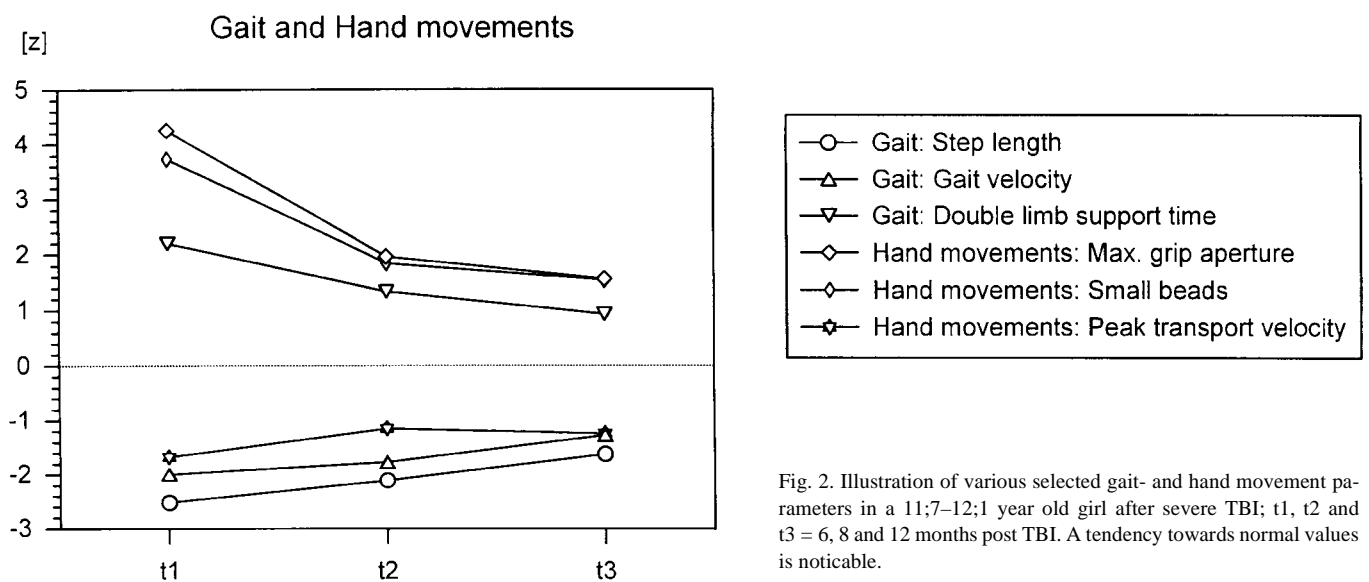 Gait and Hand movements
[z]
5
4
3
2
1
0
-1
-2
-3
t1 t2 t3
Gait: Step length
Gait: Gait velocity
Gait: Double limb support time
Hand movements: Max. grip aperture
Hand movements: Small beads
Hand movements: Peak transport velocity
Fig. 2. Illustration of various selected gait- and hand movement pa-
rameters in a 11;7–12;1 year old girl after severe TBI; t1, t2 and
t3 = 6, 8 and 12 months post TBI. A tendency towards normal values
is noticable.